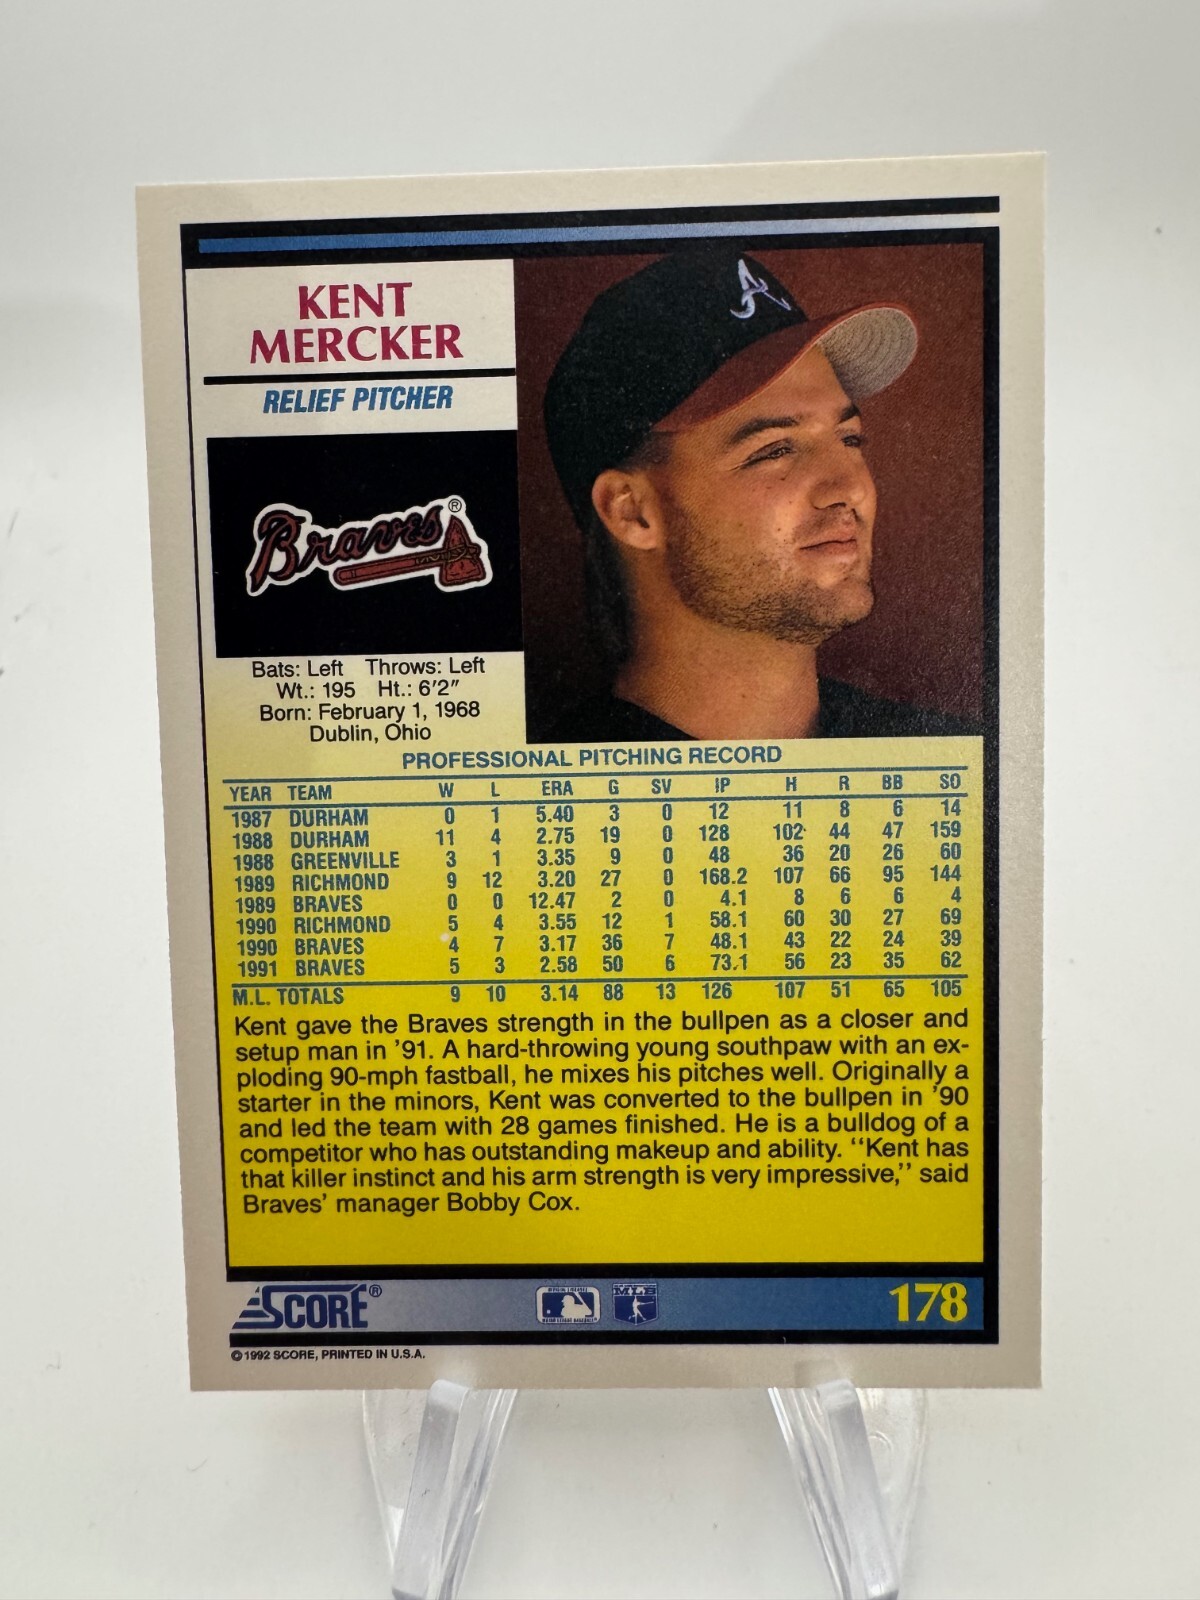 KENT
MERCKER
RELIEF PITCHER
Braves®
Bats: Left Throws: Left
Wt.: 195 Ht.: 6'2"
Born: February 1, 1968
Dublin, Ohio
PROFESSIONAL PITCHING RECORD
YEAR TEAM W L ERA G SV IP H R BB SO
1987 DURHAM 0 1 5.40 3 0 12 11 8 6 14
1988 DURHAM 11 4 2.75 19 0 128 102 44 47 159
1988 GREENVILLE 3 1 3.35 9 0 48 36 20 26 60
1989 RICHMOND 9 12 3.20 27 0 168.2 107 66 95 144
1989 BRAVES 0 0 12.47 2 0 4.1 8 6 6 4
1990 RICHMOND 5 4 3.55 12 1 58.1 60 30 27 69
1990 BRAVES 4 7 3.17 36 7 48.1 43 22 24 39
1991 BRAVES 5 3 2.58 50 6 73.1 56 23 35 62
M.L. TOTALS 9 10 3.14 88 13 126 107 51 65 105
Kent gave the Braves strength in the bullpen as a closer and
setup man in '91. A hard-throwing young southpaw with an ex-
ploding 90-mph fastball, he mixes his pitches well. Originally a
starter in the minors, Kent was converted to the bullpen in '90
and led the team with 28 games finished. He is a bulldog of a
competitor who has outstanding makeup and ability. "Kent has
that killer instinct and his arm strength is very impressive," said
Braves' manager Bobby Cox.
SCORE® MLB 178
© 1992 SCORE, PRINTED IN U.S.A.